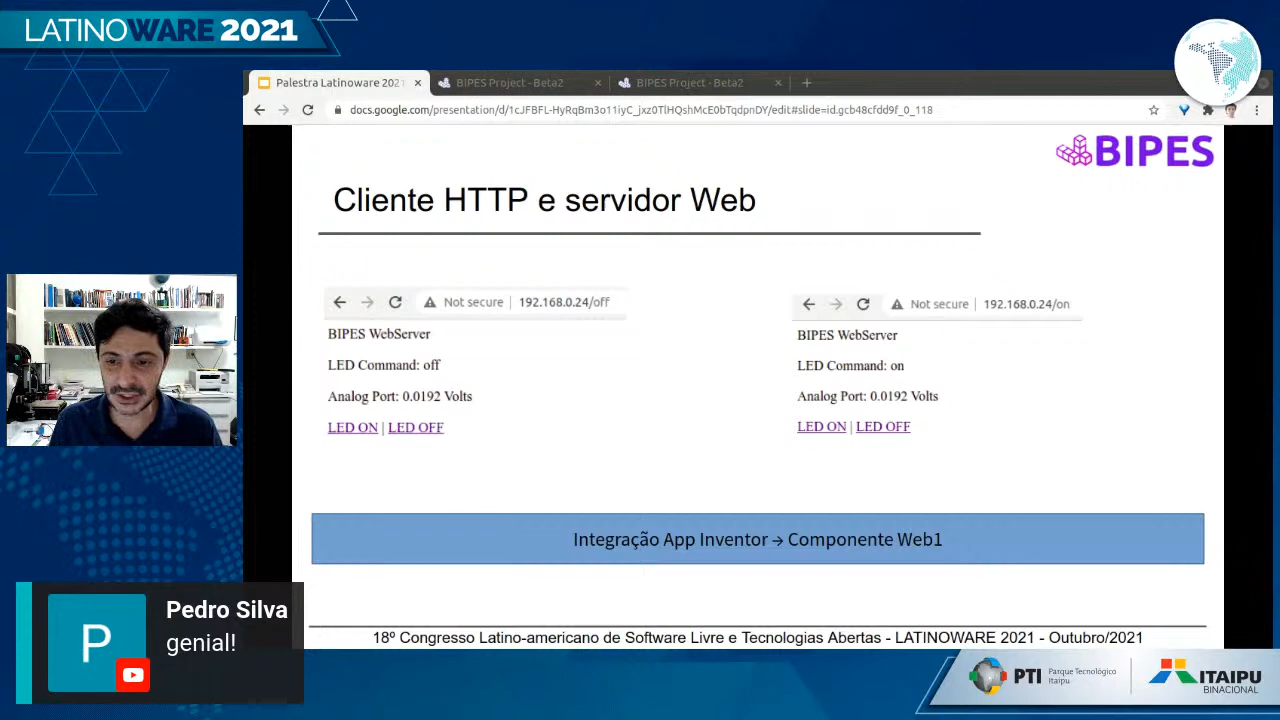 LATINOWARE 2021
Palestra Latinoware 2021
BIPES Project - Beta2
BIPES Project - Beta2
docs.google.com/presentation/d/1cJFBFL-HyRqBm3o11iyC_jxz0TlHQshMcE0bTqdpnDY/edit#slide=id.gcb48cfdd9f_0_118
BIPES
Cliente HTTP e servidor Web
Not secure | 192.168.0.24/off
BIPES WebServer
LED Command: off
Analog Port: 0.0192 Volts
LED ON | LED OFF
Not secure | 192.168.0.24/on
BIPES WebServer
LED Command: on
Analog Port: 0.0192 Volts
LED ON | LED OFF
Integração App Inventor → Componente Web1
18º Congresso Latino-americano de Software Livre e Tecnologias Abertas - LATINOWARE 2021 - Outubro/2021
P
Pedro Silva
genial!
PTI
Parque Tecnológico
Itaipu
ITAIPU
BINACIONAL